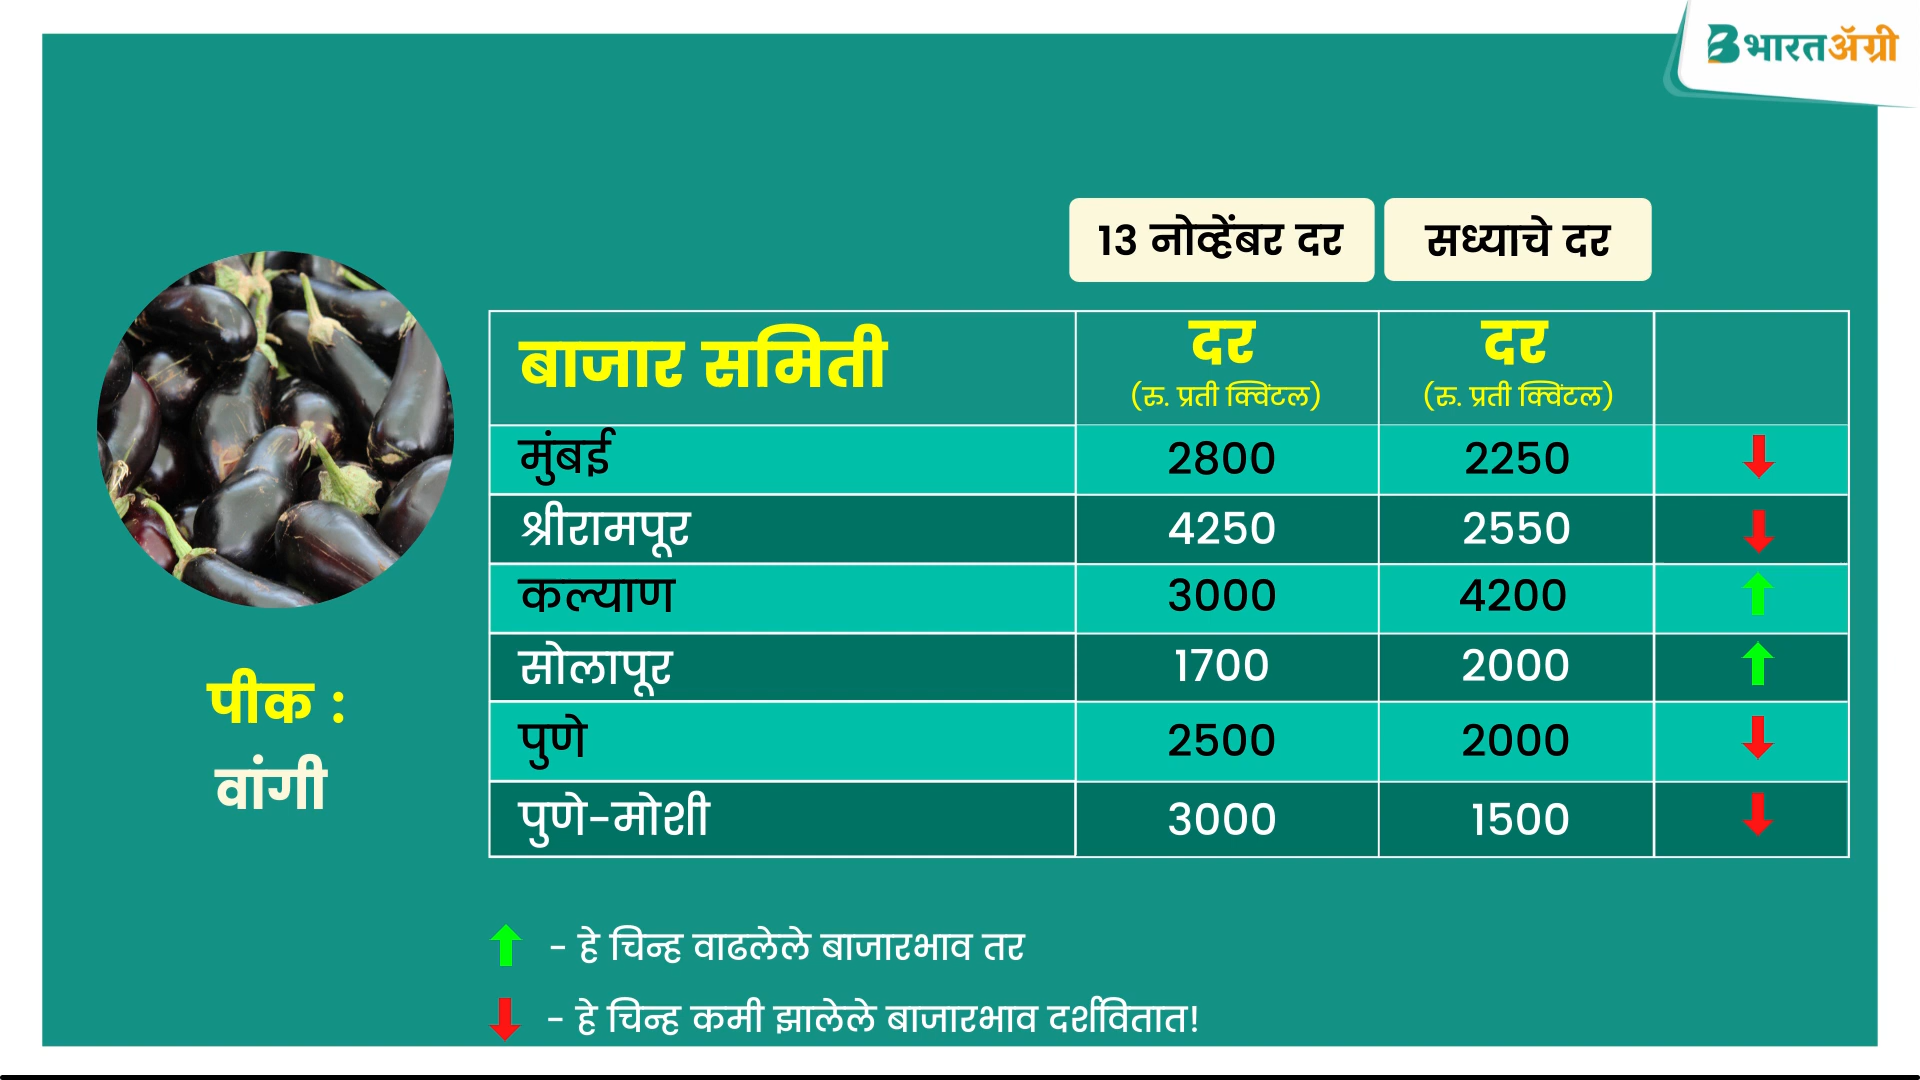 भारतॲग्री
13 नोव्हेंबर दर सध्याचे दर
बाजार समिती दर दर
(रु. प्रती क्विंटल) (रु. प्रती क्विंटल)
मुंबई 2800 2250
श्रीरामपूर 4250 2550
कल्याण 3000 4200
सोलापूर 1700 2000
पुणे 2500 2000
पुणे-मोशी 3000 1500
पीक :
वांगी
- हे चिन्ह वाढलेले बाजारभाव तर
- हे चिन्ह कमी झालेले बाजारभाव दर्शवितात!